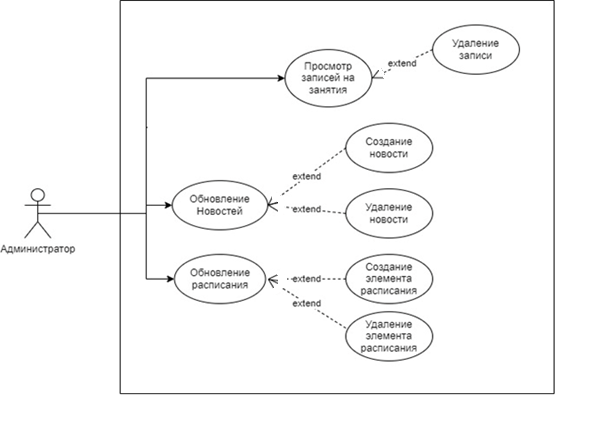 Удаление
записи
extend
Просмотр
записей на
занятия
Создание
новости
extend
Обновление
Новостей
extend
Удаление
новости
Администратор
Обновление
расписания
extend
Создание
элемента
расписания
extend
Удаление
элемента
расписания